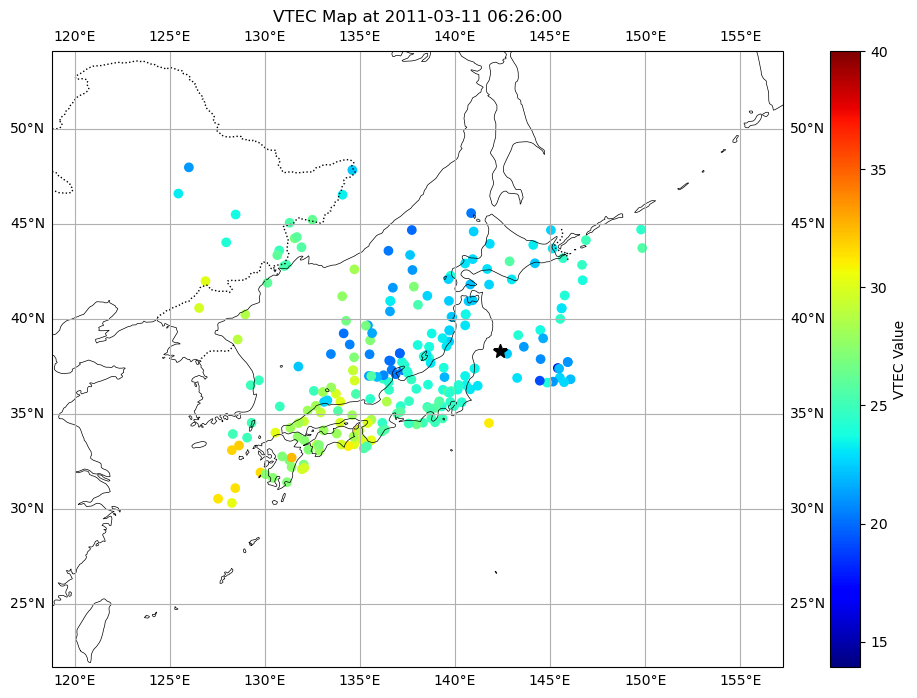 VTEC Map at 2011-03-11 06:26:00
120°E 125°E 130°E 135°E 140°E 145°E 150°E 155°E
50°N 50°N
45°N 45°N
40°N 40°N
35°N 35°N
30°N 30°N
25°N 25°N
120°E 125°E 130°E 135°E 140°E 145°E 150°E 155°E
40
35
30
25
20
15
VTEC Value